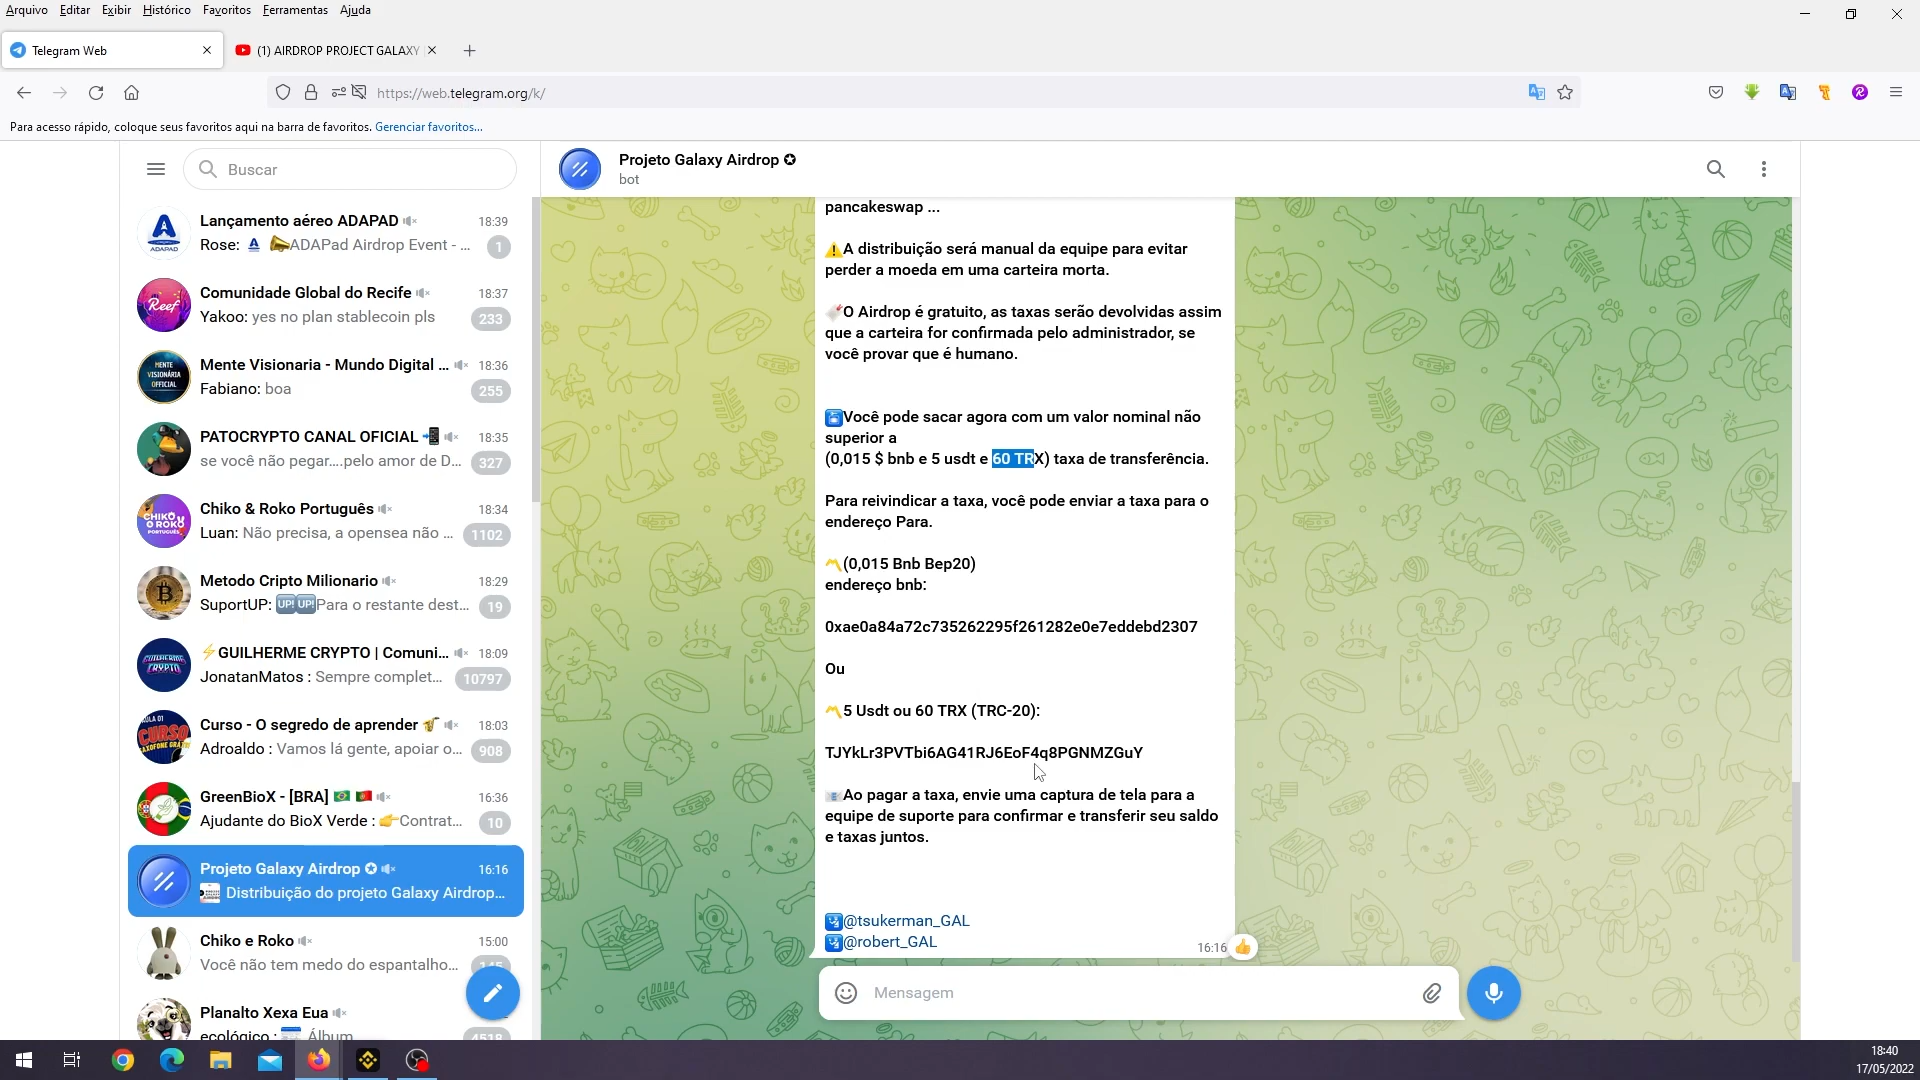 Arquivo Editar Exibir Histórico Favoritos Ferramentas Ajuda
Telegram Web
(1) AIRDROP PROJECT GALAXY
https://web.telegram.org/k/
Para acesso rápido, coloque seus favoritos aqui na barra de favoritos. Gerenciar favoritos...
Buscar
Lançamento aéreo ADAPAD 18:39
Rose: ADAPad Airdrop Event - ... 1
Comunidade Global do Recife 18:37
Yakoo: yes no plan stablecoin pls 233
Mente Visionaria - Mundo Digital ... 18:36
Fabiano: boa 255
PATOCRYPTO CANAL OFICIAL 📲 18:35
se você não pegar....pelo amor de D... 327
Chiko & Roko Português 18:34
Luan: Não precisa, a opensea não ... 1102
Metodo Cripto Milionario 18:29
SuportUP: 🆙🆙Para o restante dest... 19
⚡GUILHERME CRYPTO | Comuni... 18:09
JonatanMatos : Sempre complet... 10797
Curso - O segredo de aprender 🎷 18:03
Adroaldo : Vamos lá gente, apoiar o... 908
GreenBioX - [BRA] 🇧🇷 🇵🇹 16:36
Ajudante do BioX Verde : 👉Contrat... 10
Projeto Galaxy Airdrop ✪ 16:16
Distribuição do projeto Galaxy Airdrop...
Chiko e Roko 15:00
Você não tem medo do espantalho... 145
Planalto Xexa Eua
ecológico : Álbum 4518
Projeto Galaxy Airdrop ✪
bot
pancakeswap ...
⚠️A distribuição será manual da equipe para evitar
perder a moeda em uma carteira morta.
O Airdrop é gratuito, as taxas serão devolvidas assim
que a carteira for confirmada pelo administrador, se
você provar que é humano.
Você pode sacar agora com um valor nominal não
superior a
(0,015 $ bnb e 5 usdt e 60 TRX) taxa de transferência.
Para reivindicar a taxa, você pode enviar a taxa para o
endereço Para.
〽️(0,015 Bnb Bep20)
endereço bnb:
0xae0a84a72c735262295f261282e0e7eddebd2307
Ou
〽️5 Usdt ou 60 TRX (TRC-20):
TJYkLr3PVTbi6AG41RJ6EoF4q8PGNMZGuY
📧Ao pagar a taxa, envie uma captura de tela para a
equipe de suporte para confirmar e transferir seu saldo
e taxas juntos.
@tsukerman_GAL
@robert_GAL
16:16 👍
Mensagem
18:40
17/05/2022